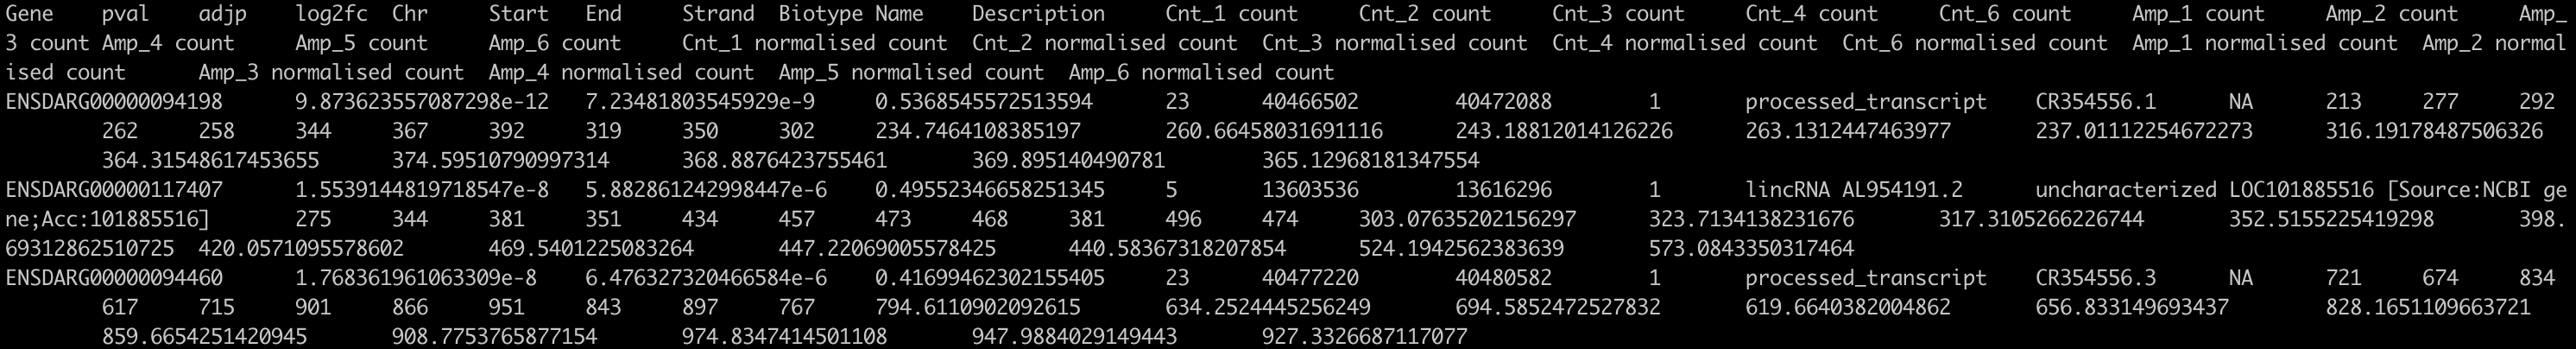 Gene    pval    adjp    log2fc  Chr     Start   End     Strand  Biotype Name    Description     Cnt_1 count     Cnt_2 count     Cnt_3 count     Cnt_4 count     Cnt_6 count     Amp_1 count     Amp_2 count     Amp_
3 count Amp_4 count     Amp_5 count     Amp_6 count     Cnt_1 normalised count  Cnt_2 normalised count  Cnt_3 normalised count  Cnt_4 normalised count  Cnt_6 normalised count  Amp_1 normalised count  Amp_2 normal
ised count      Amp_3 normalised count  Amp_4 normalised count  Amp_5 normalised count  Amp_6 normalised count
ENSDARG00000094198      9.873623557087298e-12   7.23481803545929e-9     0.5368545572513594      23      40466502        40472088        1       processed_transcript    CR354556.1      NA      213     277     292
262     258     344     367     392     319     350     302     234.7464108385197       260.66458031691116      243.18812014126226      263.1312447463977       237.01112254672273      316.19178487506326
364.31548617453655      374.59510790997314      368.8876423755461       369.895140490781        365.12968181347554
ENSDARG00000117407      1.5539144819718547e-8   5.882861242998447e-6    0.49552346658251345     5       13603536        13616296        1       lincRNA AL954191.2      uncharacterized LOC101885516 [Source:NCBI ge
ne;Acc:101885516]       275     344     381     351     434     457     473     468     381     496     474     303.07635202156297      323.7134138231676       317.3105266226744       352.5155225419298       398.
69312862510725  420.0571095578602       469.5401225083264       447.22069005578425      440.58367318207854      524.1942562383639       573.0843350317464
ENSDARG00000094460      1.768361961063309e-8    6.476327320466584e-6    0.41699462302155405     23      40477220        40480582        1       processed_transcript    CR354556.3      NA      721     674     834
617     715     901     866     951     843     897     767     794.6110902092615       634.2524445256249       694.5852472527832       619.6640382004862       656.833149693437        828.1651109663721
859.6654251420945       908.7753765877154       974.8347414501108       947.9884029149443       927.3326687117077